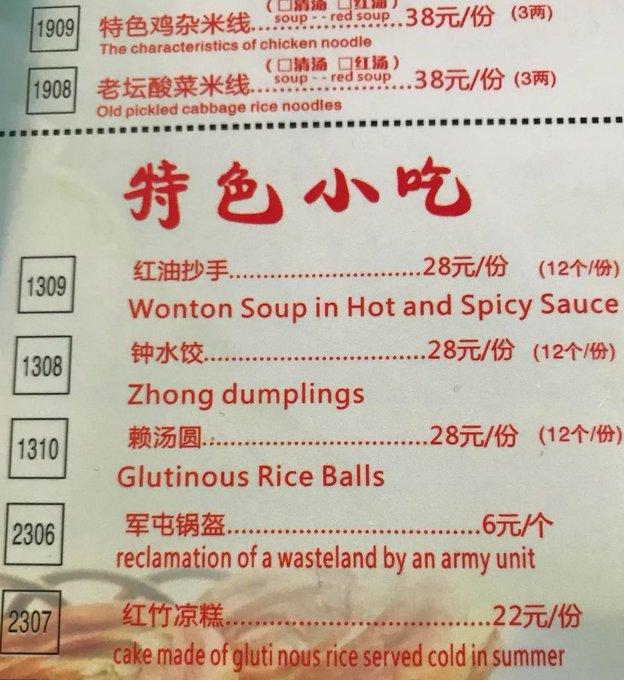 (□清汤 □红汤)
1909 特色鸡杂米线....soup - - red soup....38元/份 (3两)
The characteristics of chicken noodle
(□清汤 □红汤)
1908 老坛酸菜米线....soup - - red soup....38元/份 (3两)
Old pickled cabbage rice noodles
特色小吃
1309 红油抄手..............................28元/份 (12个/份)
Wonton Soup in Hot and Spicy Sauce
1308 钟水饺..................................28元/份 (12个/份)
Zhong dumplings
1310 赖汤圆..................................28元/份 (12个/份)
Glutinous Rice Balls
2306 军屯锅盔....................................6元/个
reclamation of a wasteland by an army unit
2307 红竹凉糕......................................22元/份
cake made of gluti nous rice served cold in summer